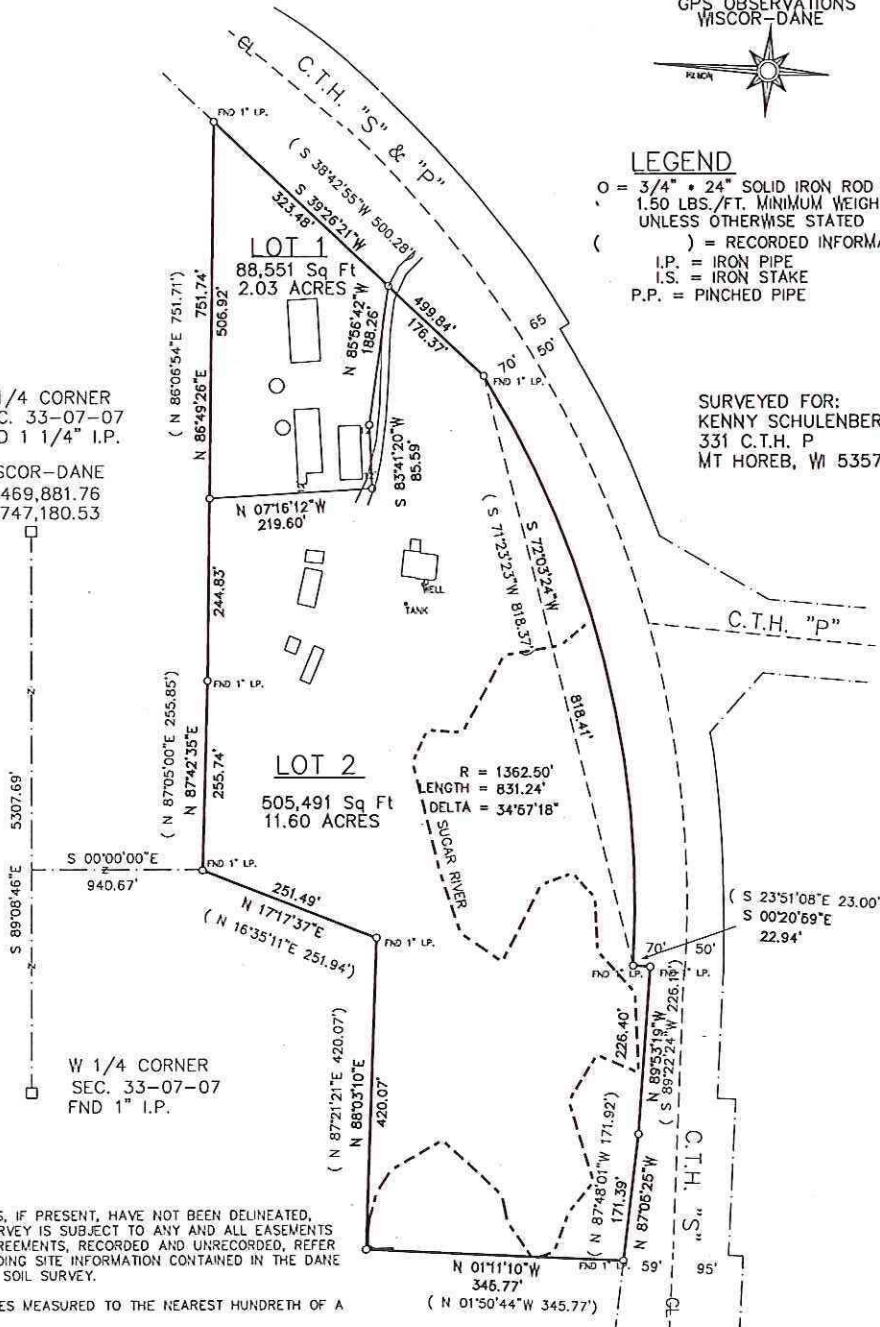 GPS OBSERVATIONS
WISCOR-DANE
LEGEND
O = 3/4" • 24" SOLID IRON ROD
1.50 LBS./FT. MINIMUM WEIGH
UNLESS OTHERWISE STATED
( ) = RECORDED INFORMA
I.P. = IRON PIPE
I.S. = IRON STAKE
P.P. = PINCHED PIPE
SURVEYED FOR:
KENNY SCHULENBER
331 C.T.H. P
MT HOREB, WI 5357
CL
C.T.H. "S" & "P"
FND 1" I.P.
( S 38°42'55"W 500.28')
S 39°26'21"W
323.48'
LOT 1
88,551 Sq Ft
2.03 ACRES
499.84'
176.37'
65
70'
50'
FND 1" I.P.
N 85°56'42"W
188.26'
S 83°41'20"W
85.59'
( N 86°06'54"E 751.71')
N 86°49'26"E 751.74'
506.92'
N 07°16'12"W
219.60'
1/4 CORNER
C. 33-07-07
D 1 1/4" I.P.
SCOR-DANE
469,881.76
747,180.53
S 89°08'46"E 5307.69'
244.83'
WELL
TANK
FND 1" I.P.
( S 71°23'23"W 818.37')
S 72°03'24"W
818.41'
C.T.H. "P"
( N 87°05'00"E 255.85')
N 87°42'35"E
255.74'
LOT 2
505,491 Sq Ft
11.60 ACRES
R = 1362.50'
LENGTH = 831.24'
DELTA = 34°57'18"
SUGAR RIVER
S 00°00'00"E
940.67'
FND 1" I.P.
251.49'
N 17°17'37"E
( N 16°35'11"E 251.94')
FND 1" I.P.
( S 23°51'08"E 23.00'
S 00°20'59"E
22.94'
70'
50'
FND 1" I.P.
FND 1" I.P.
226.40'
N 89°53'19"W
( S 89°22'24"W 226.11')
W 1/4 CORNER
SEC. 33-07-07
FND 1" I.P.
( N 87°21'21"E 420.07')
N 88°03'10"E
420.07'
( N 87°48'01"W 171.92')
171.39'
N 87°05'25"W
C.T.H. "S"
N 01°11'10"W
345.77'
( N 01°50'44"W 345.77')
FND 1" I.P.
59'
95'
CL
S, IF PRESENT, HAVE NOT BEEN DELINEATED,
RVEY IS SUBJECT TO ANY AND ALL EASEMENTS
REEMENTS, RECORDED AND UNRECORDED, REFER
DING SITE INFORMATION CONTAINED IN THE DANE
SOIL SURVEY.
ES MEASURED TO THE NEAREST HUNDRETH OF A